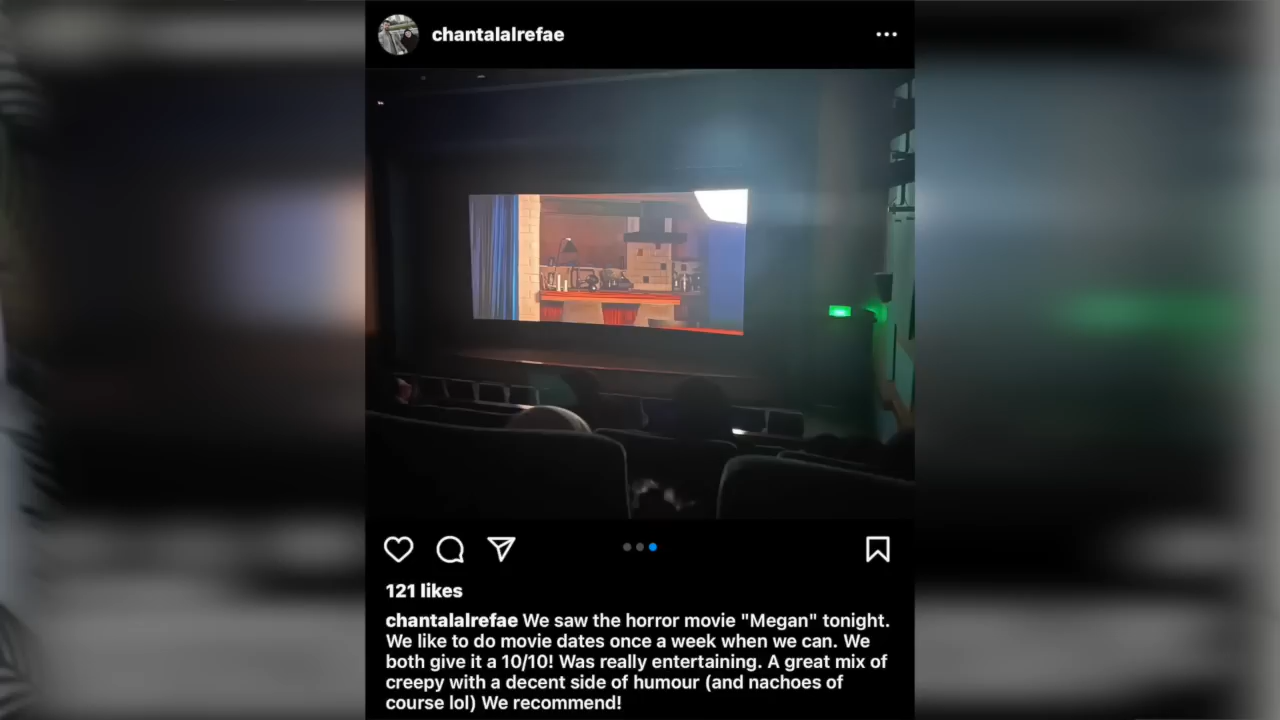 chantalalrefae
121 likes
chantalalrefae We saw the horror movie "Megan" tonight.
We like to do movie dates once a week when we can. We
both give it a 10/10! Was really entertaining. A great mix of
creepy with a decent side of humour (and nachoes of
course lol) We recommend!